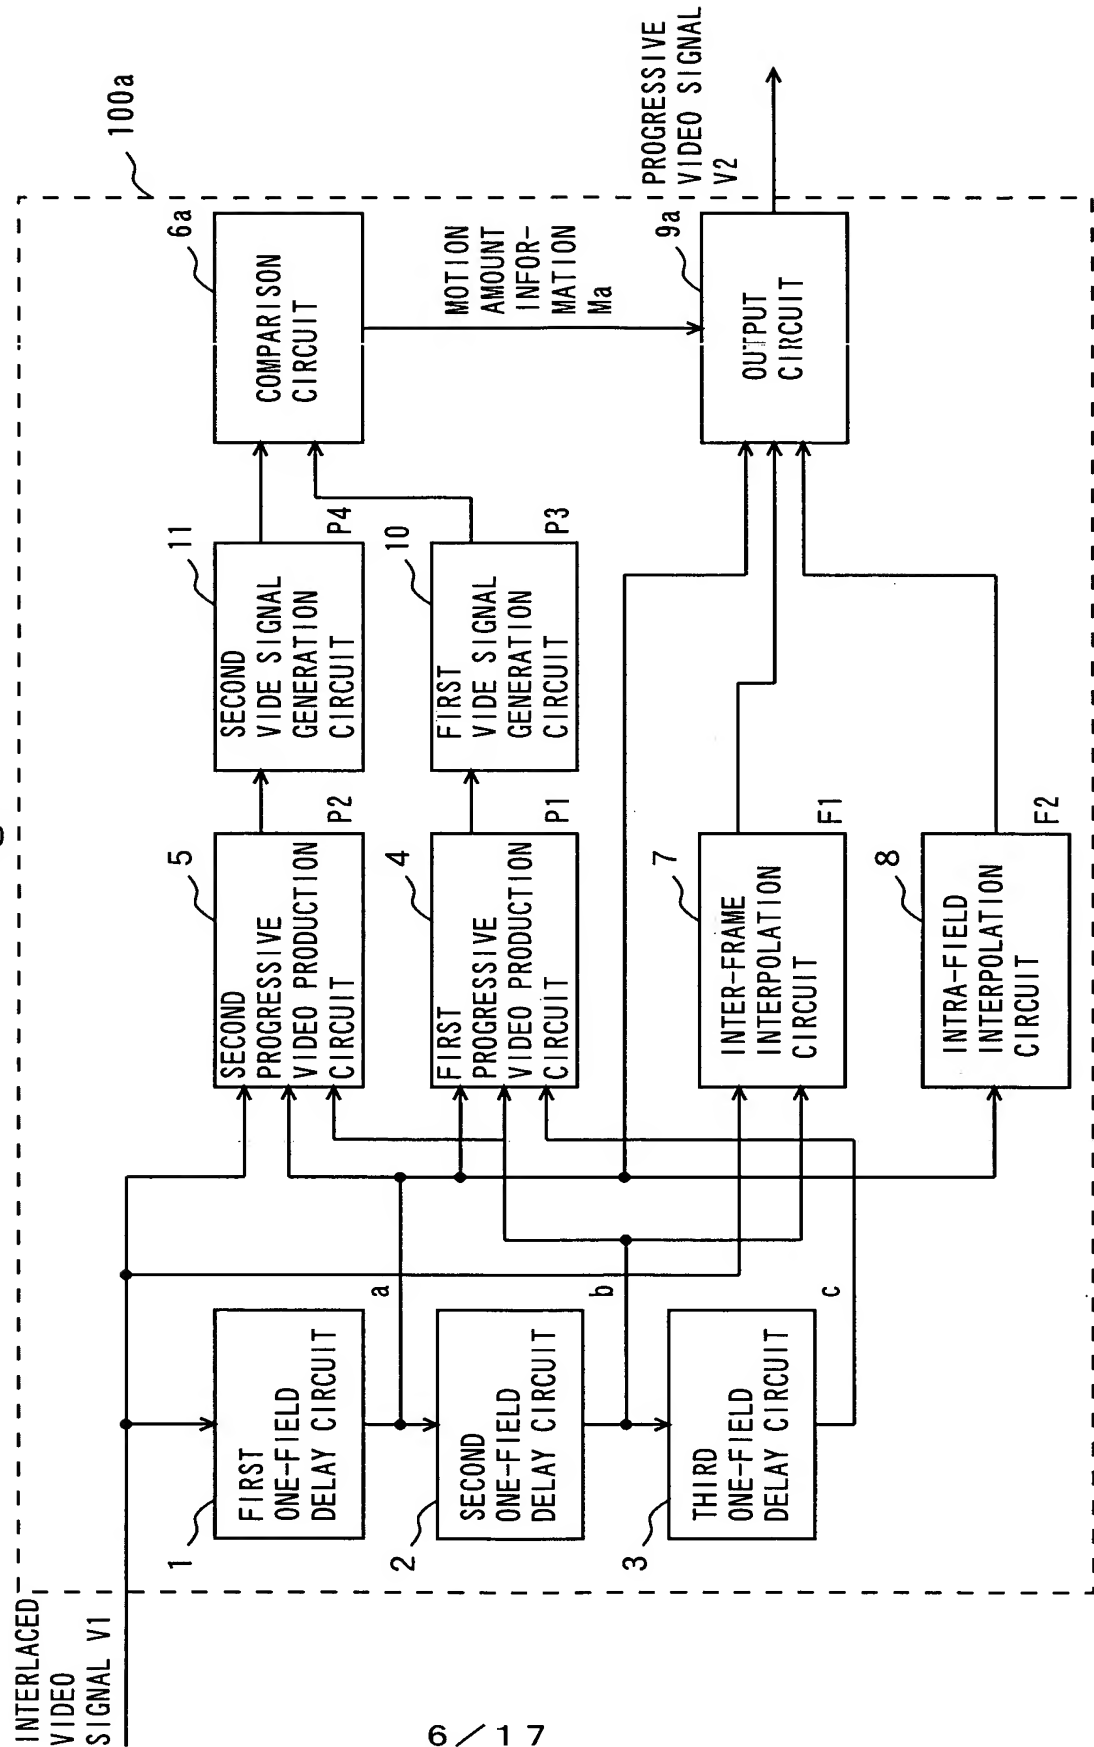 INTERLACED
VIDEO
SIGNAL V1
100a
1
FIRST
ONE-FIELD
DELAY CIRCUIT
a
2
SECOND
ONE-FIELD
DELAY CIRCUIT
b
3
THIRD
ONE-FIELD
DELAY CIRCUIT
c
5
SECOND
PROGRESSIVE
VIDEO PRODUCTION
CIRCUIT
P2
4
FIRST
PROGRESSIVE
VIDEO PRODUCTION
CIRCUIT
P1
7
INTER-FRAME
INTERPOLATION
CIRCUIT
F1
8
INTRA-FIELD
INTERPOLATION
CIRCUIT
F2
11
SECOND
VIDE SIGNAL
GENERATION
CIRCUIT
P4
10
FIRST
VIDE SIGNAL
GENERATION
CIRCUIT
P3
6a
COMPARISON
CIRCUIT
MOTION
AMOUNT
INFOR-
MATION
Ma
9a
OUTPUT
CIRCUIT
PROGRESSIVE
VIDEO SIGNAL
V2
6/17